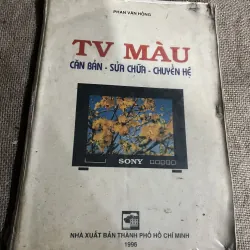 PHAN VĂN HỒNG
TV MÀU
CĂN BẢN - SỬA CHỮA - CHUYỂN HỆ
SONY
NHÀ XUẤT BẢN THÀNH PHỐ HỒ CHÍ MINH
1996